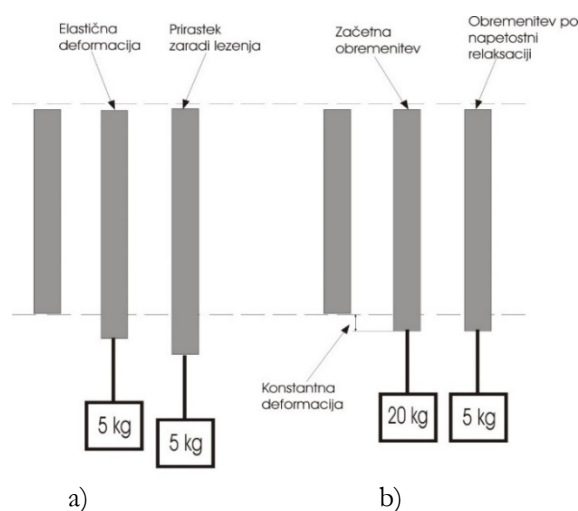 Elastična
deformacija
Prirastek
zaradi lezenja
Začetna
obremenitev
Obremenitev po
napetostni
relaksaciji
Konstantna
deformacija
5 kg
5 kg
20 kg
5 kg
a)
b)